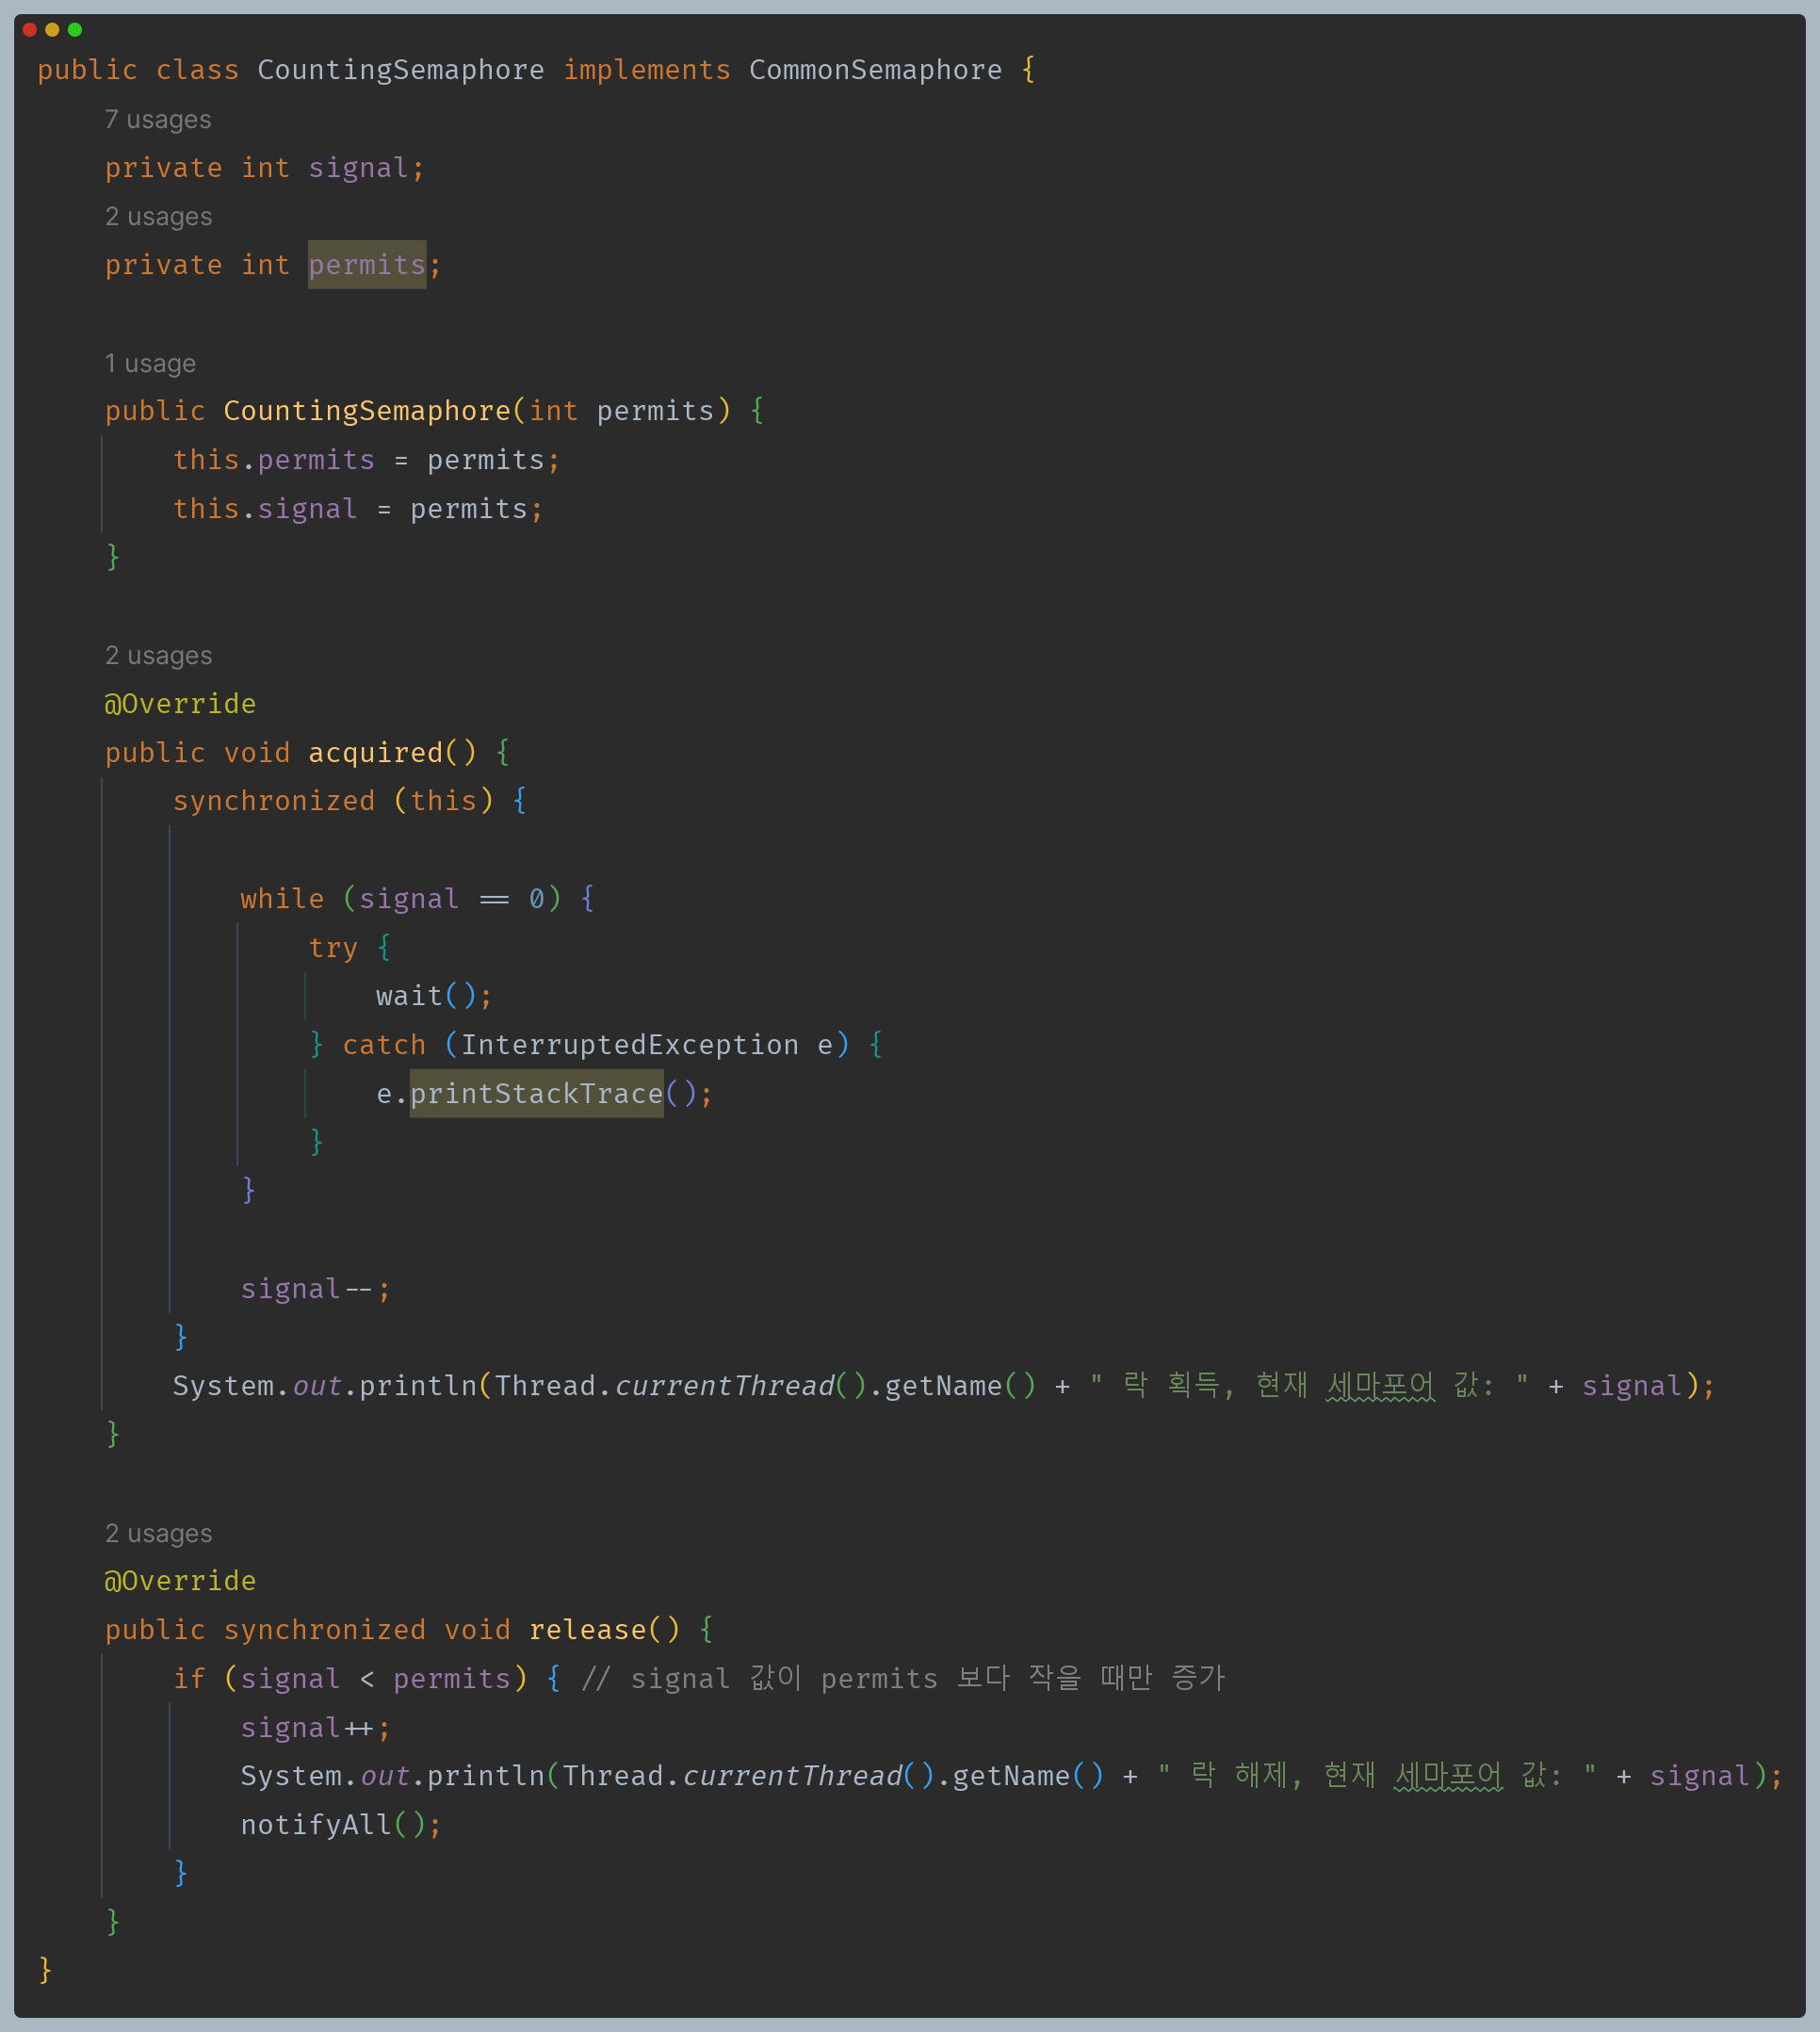 public class CountingSemaphore implements CommonSemaphore {
7 usages
private int signal;
2 usages
private int permits;
1 usage
public CountingSemaphore(int permits) {
this.permits = permits;
this.signal = permits;
}
2 usages
@Override
public void acquired() {
synchronized (this) {
while (signal == 0) {
try {
wait();
} catch (InterruptedException e) {
e.printStackTrace();
}
}
signal--;
}
System.out.println(Thread.currentThread().getName() + " 락 획득, 현재 세마포어 값: " + signal);
}
2 usages
@Override
public synchronized void release() {
if (signal < permits) { // signal 값이 permits 보다 작을 때만 증가
signal++;
System.out.println(Thread.currentThread().getName() + " 락 해제, 현재 세마포어 값: " + signal);
notifyAll();
}
}
}